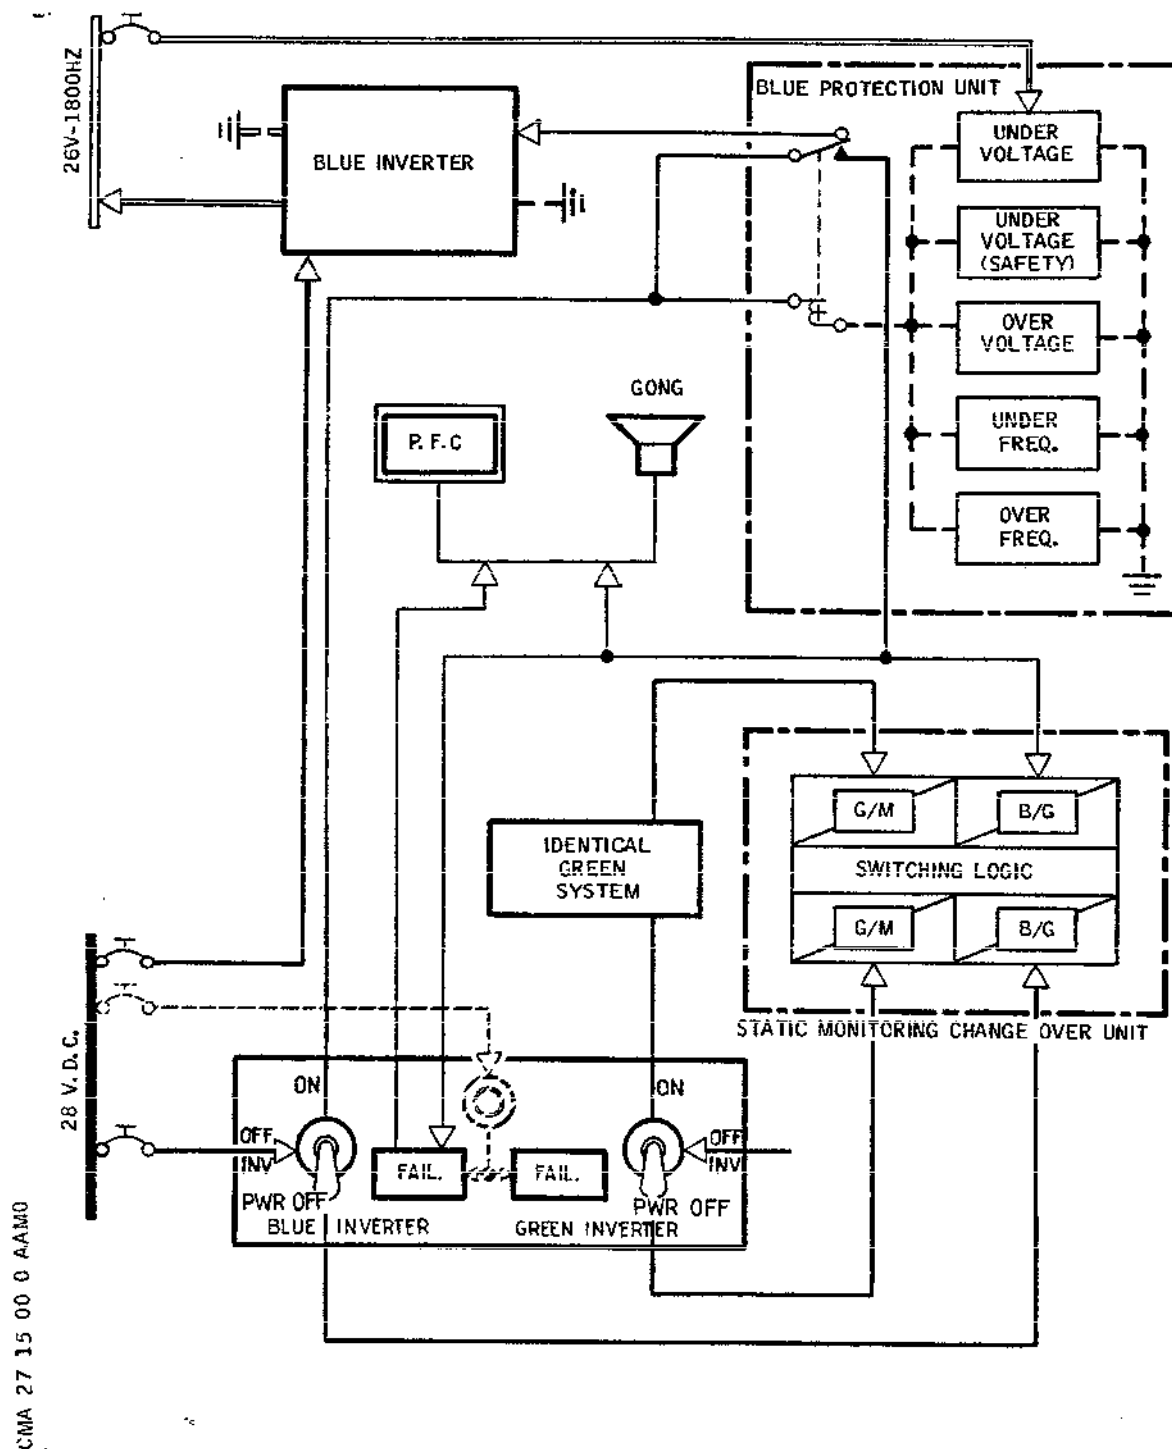 26V-1800HZ
BLUE PROTECTION UNIT
UNDER
VOLTAGE
BLUE INVERTER
UNDER
VOLTAGE
(SAFETY)
OVER
VOLTAGE
GONG
P.F.C
UNDER
FREQ.
OVER
FREQ.
G/M
B/G
IDENTICAL
GREEN
SYSTEM
SWITCHING LOGIC
G/M
B/G
STATIC MONITORING CHANGE OVER UNIT
28 V.D.C.
ON
ON
OFF
INV
FAIL.
FAIL.
OFF
INV
PWR OFF
PWR OFF
BLUE INVERTER
GREEN INVERTER
CMA 27 15 00 0 AAM0